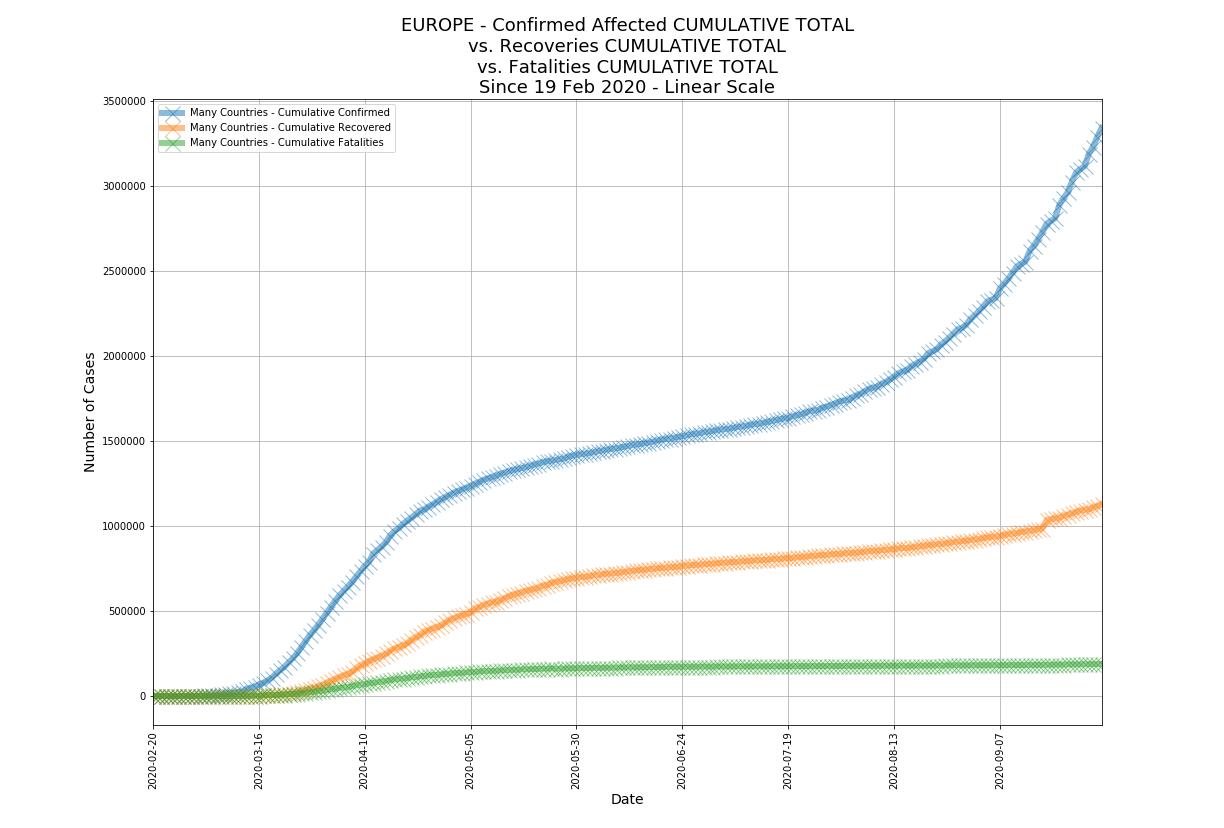 EUROPE - Confirmed Affected CUMULATIVE TOTAL
vs. Recoveries CUMULATIVE TOTAL
vs. Fatalities CUMULATIVE TOTAL
Since 19 Feb 2020 - Linear Scale
Many Countries - Cumulative Confirmed
Many Countries - Cumulative Recovered
Many Countries - Cumulative Fatalities
Number of Cases
3500000
3000000
2500000
2000000
1500000
1000000
500000
0
2020-02-20
2020-03-16
2020-04-10
2020-05-05
2020-05-30
2020-06-24
2020-07-19
2020-08-13
2020-09-07
Date